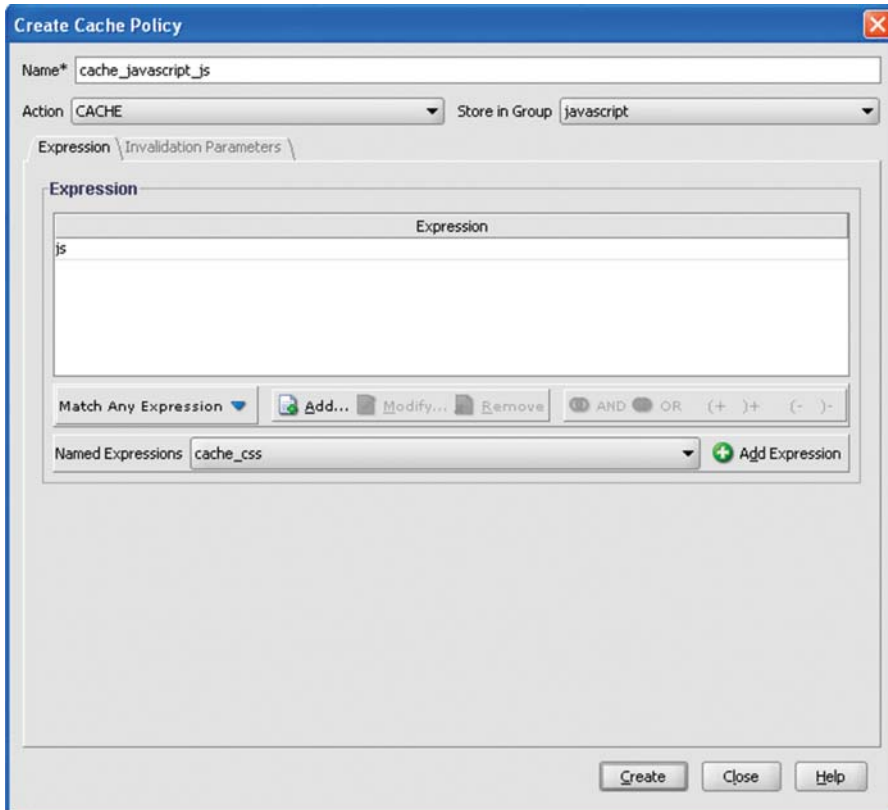 Create Cache Policy
Name* cache_javascript_js
Action CACHE Store in Group javascript
Expression Invalidation Parameters
Expression
Expression
js
Match Any Expression Add... Modify... Remove AND OR (+ )+ (- )-
Named Expressions cache_css Add Expression
Create Close Help